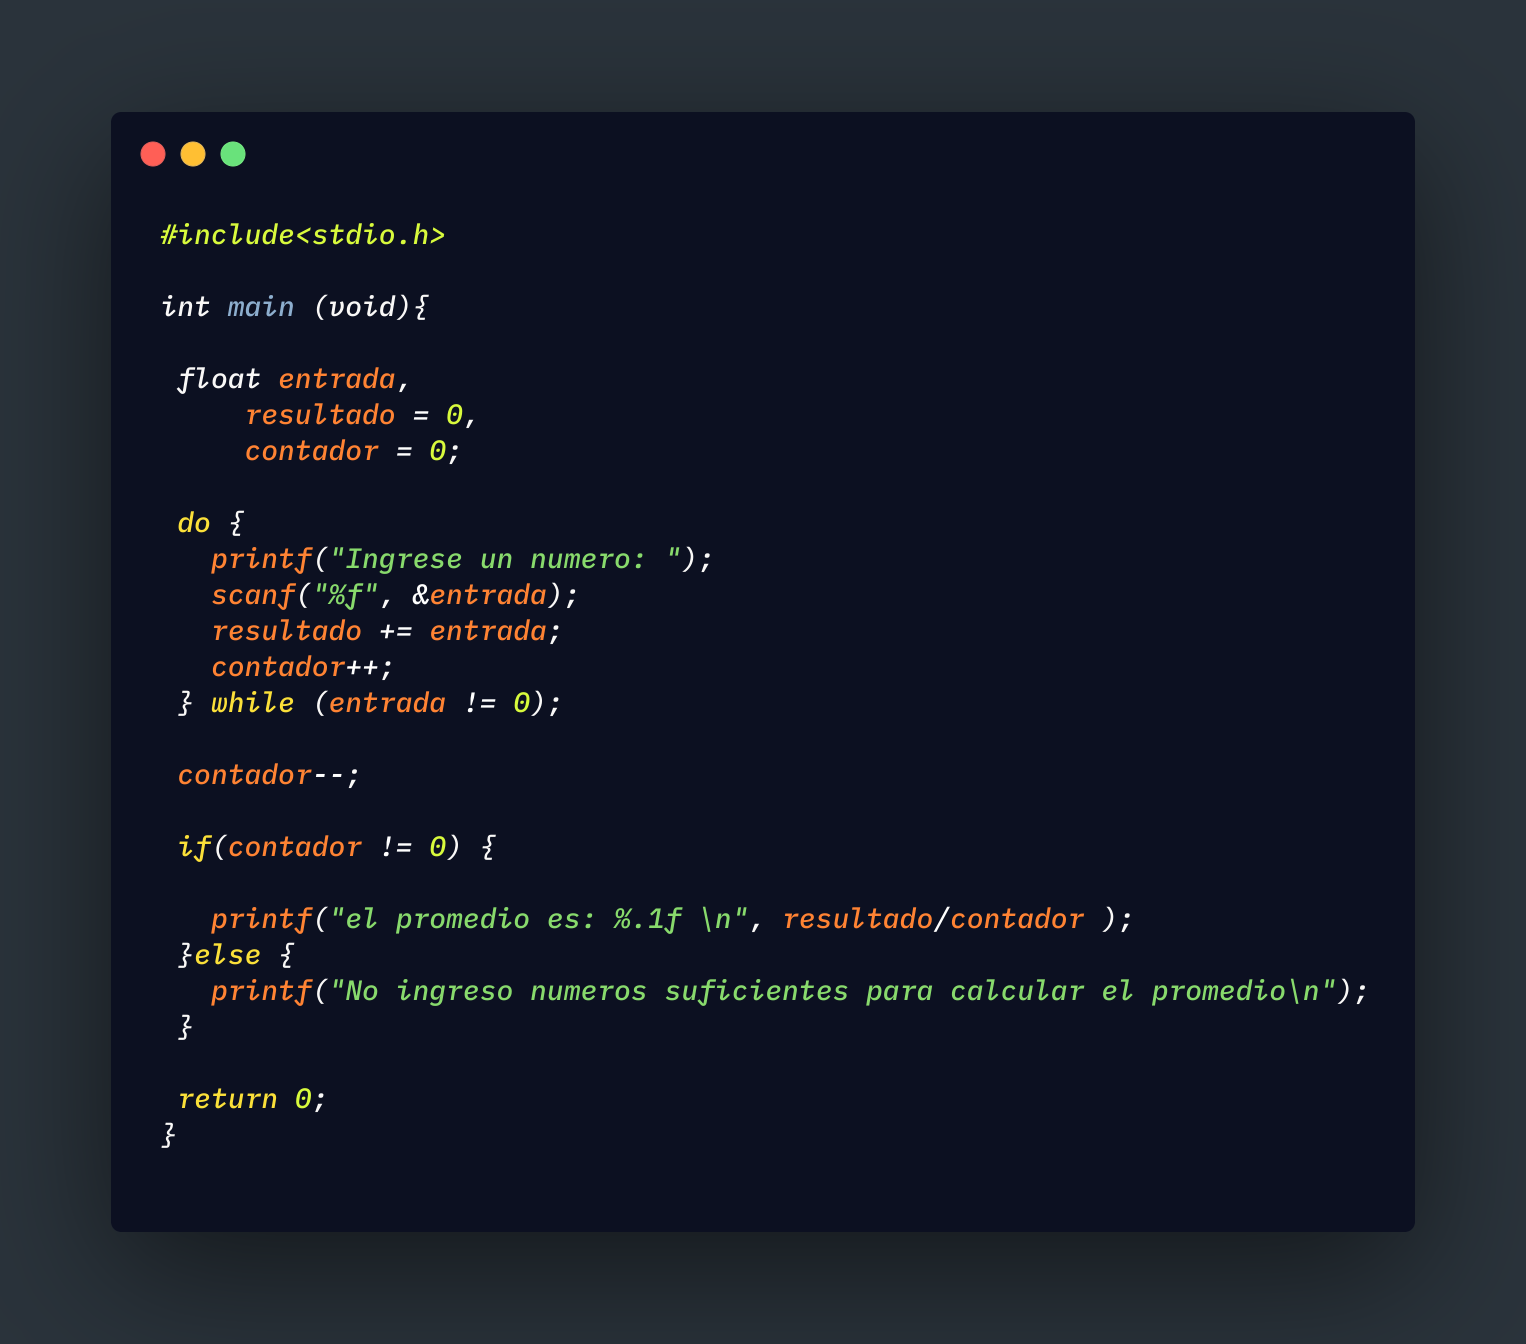 #include<stdio.h>
int main (void){
float entrada,
resultado = 0,
contador = 0;
do {
printf("Ingrese un numero: ");
scanf("%f", &entrada);
resultado += entrada;
contador++;
} while (entrada != 0);
contador--;
if(contador != 0) {
printf("el promedio es: %.1f \n", resultado/contador );
}else {
printf("No ingreso numeros suficientes para calcular el promedio\n");
}
return 0;
}